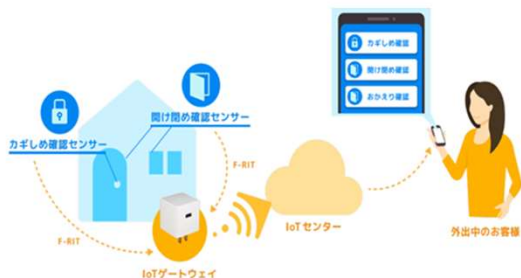 カギしめ確認
開け閉め確認
おかえり確認
開け閉め確認センサー
カギしめ確認センサー
F-RIT
F-RIT
IoTセンター
外出中のお客様
IoTゲートウェイ